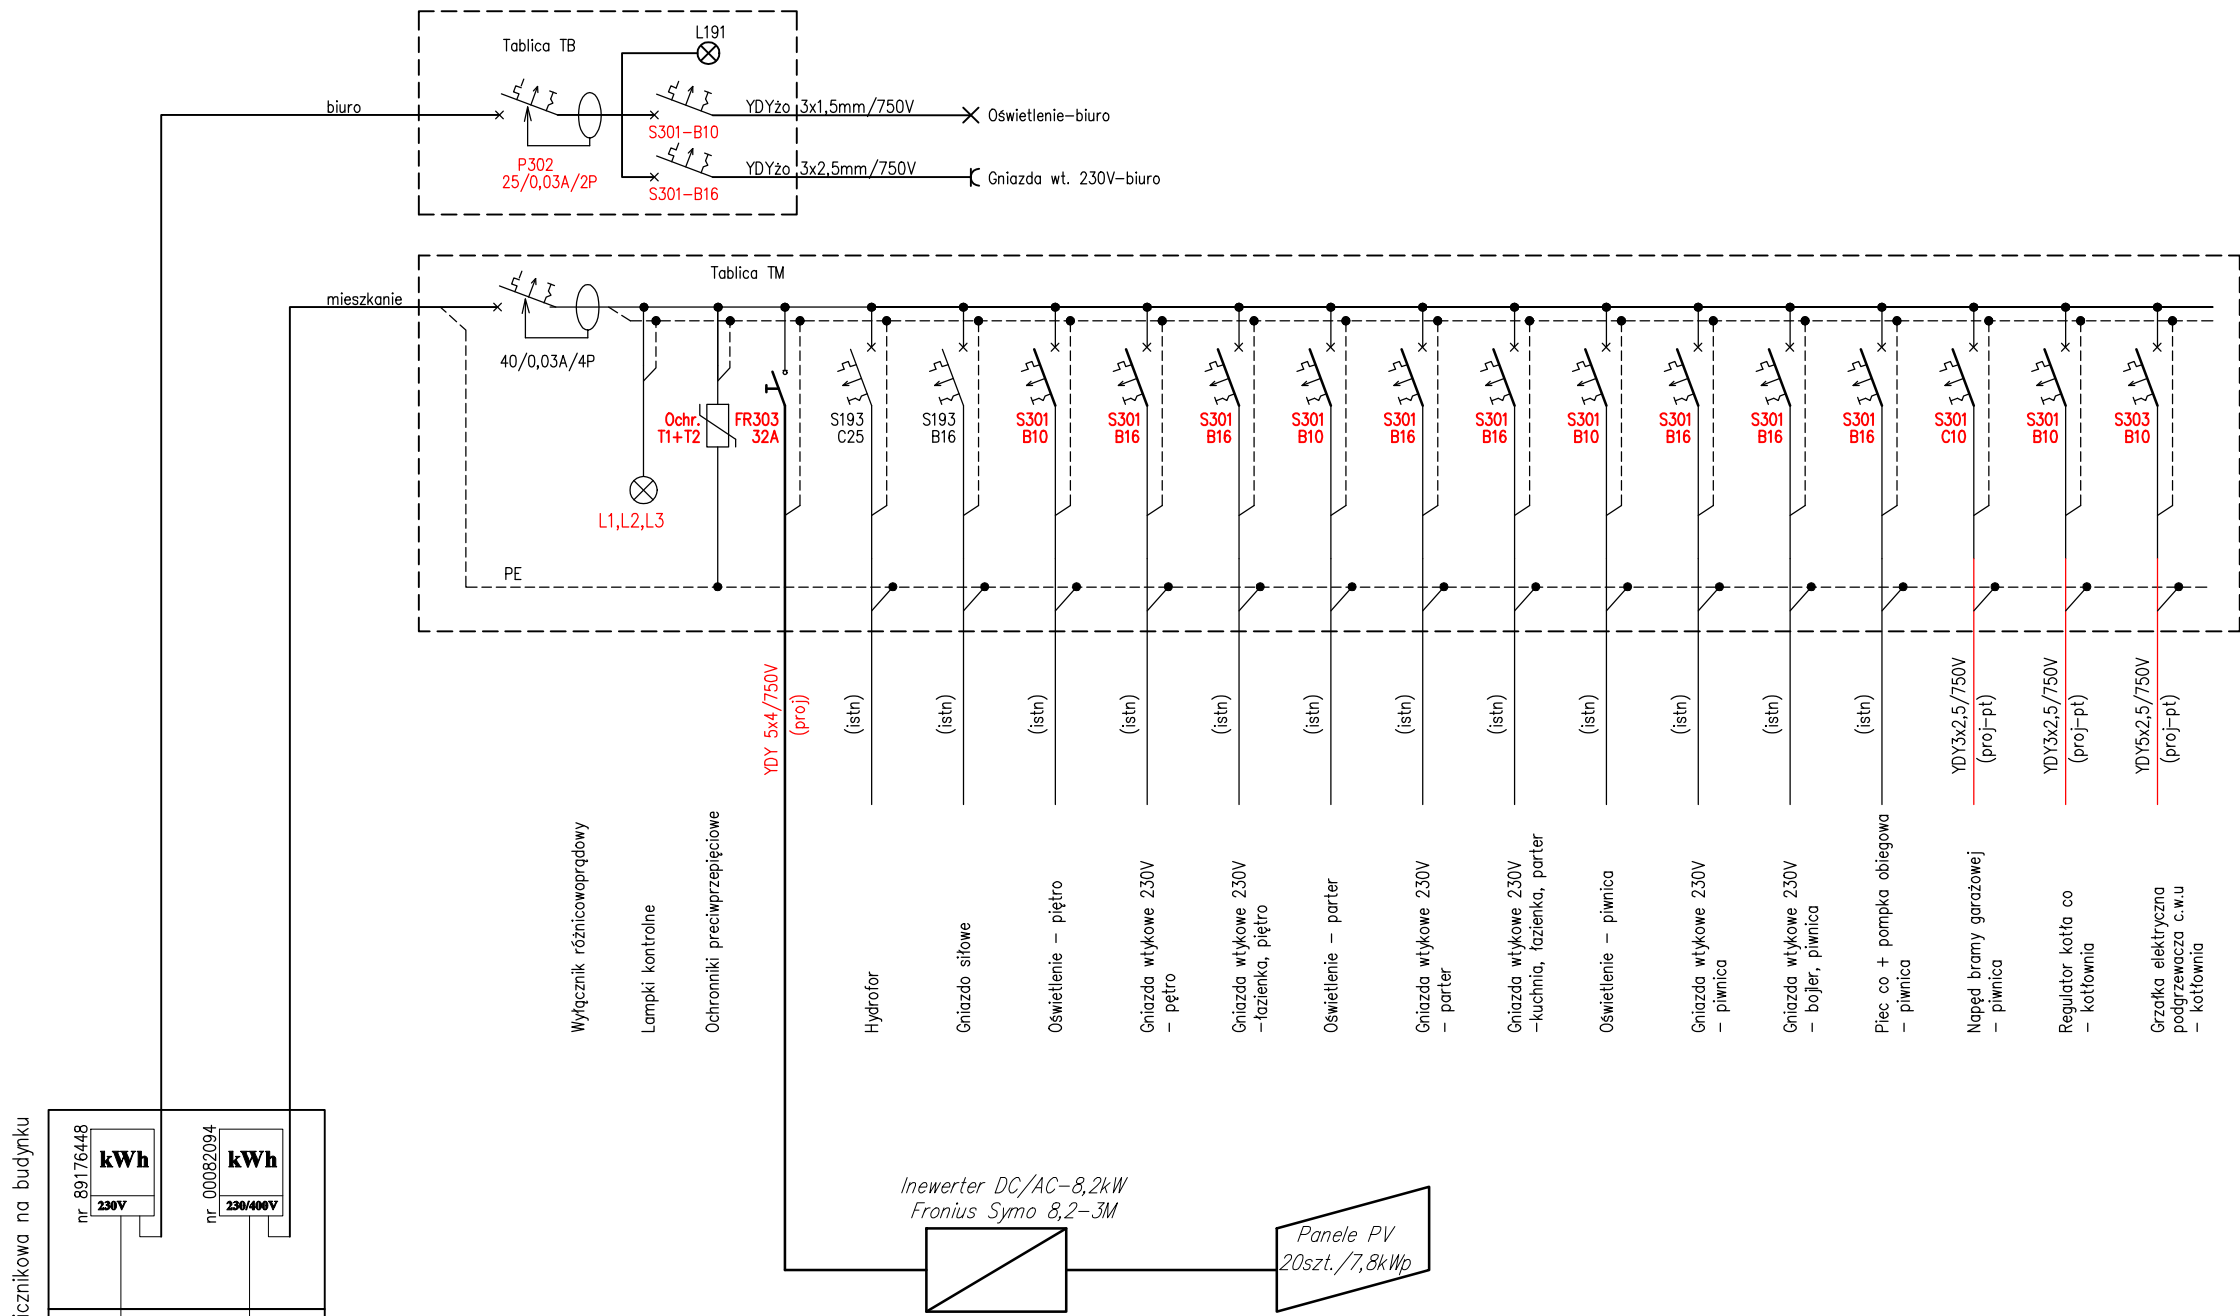 Tablica TB
L191
biuro
P302
25/0,03A/2P
S301-B10
YDYżo 3x1,5mm/750V
Oświetlenie-biuro
S301-B16
YDYżo 3x2,5mm/750V
Gniazda wt. 230V-biuro
Tablica TM
mieszkanie
40/0,03A/4P
L1,L2,L3
Ochr.
T1+T2
FR303
32A
S193
C25
S193
B16
S301
B10
S301
B16
S301
B16
S301
B10
S301
B16
S301
B16
S301
B10
S301
B16
S301
B16
S301
B16
S301
C10
S301
B10
S303
B10
PE
YDY 5x4/750V
(proj)
(istn)
(istn)
(istn)
(istn)
(istn)
(istn)
(istn)
(istn)
(istn)
(istn)
(istn)
(istn)
YDY3x2,5/750V
(proj-pt)
YDY3x2,5/750V
(proj-pt)
YDY5x2,5/750V
(proj-pt)
Wyłącznik różnicowoprądowy
Lampki kontrolne
Ochronniki preciwprzepięciowe
Hydrofor
Gniazdo siłowe
Oświetlenie - piętro
Gniazda wtykowe 230V
- pętro
Gniazda wtykowe 230V
-łazienka, piętro
Oświetlenie - parter
Gniazda wtykowe 230V
- parter
Gniazda wtykowe 230V
-kuchnia, łazienka, parter
Oświetlenie - piwnica
Gniazda wtykowe 230V
- piwnica
Gniazda wtykowe 230V
- bojler, piwnica
Piec co + pompka obiegowa
- piwnica
Napęd bramy garażowej
- piwnica
Regulator kotła co
- kotłownia
Grzałka elektryczna
podgrzewacza c.w.u
- kotłownia
na budynku
nr 89176448
kWh
230V
nr 00082094
kWh
230/400V
Inewerter DC/AC-8,2kW
Fronius Symo 8,2-3M
Panele PV
20szt./7,8kWp